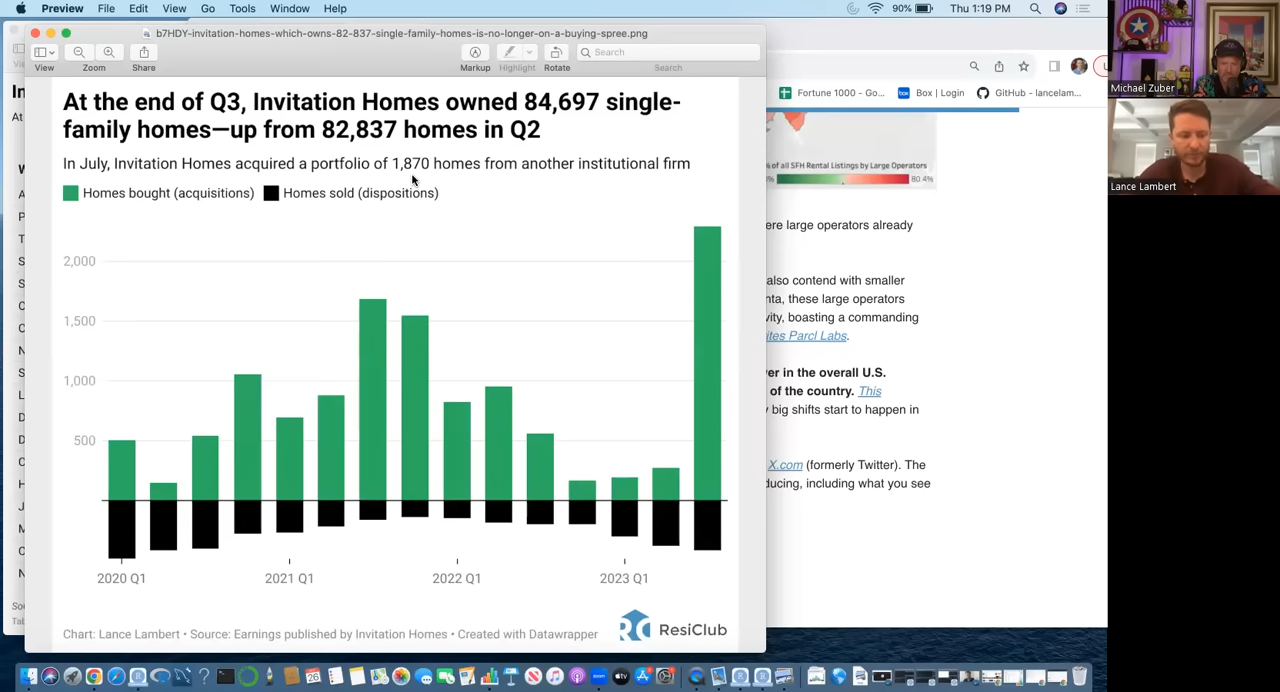 Preview File Edit View Go Tools Window Help
90% Thu 1:19 PM
b7HDY-invitation-homes-which-owns-82-837-single-family-homes-is-no-longer-on-a-buying-spree.png
View Zoom Share Markup Highlight Rotate Search
Search
At the end of Q3, Invitation Homes owned 84,697 single-
family homes—up from 82,837 homes in Q2
In July, Invitation Homes acquired a portfolio of 1,870 homes from another institutional firm
Homes bought (acquisitions) Homes sold (dispositions)
2,000
1,500
1,000
500
2020 Q1 2021 Q1 2022 Q1 2023 Q1
Chart: Lance Lambert • Source: Earnings published by Invitation Homes • Created with Datawrapper
ResiClub
Fortune 1000 - Go... Box | Login GitHub - lancelam...
% of all SFH Rental Listings by Large Operators
80.4%
ere large operators already
also contend with smaller
nta, these large operators
vity, boasting a commanding
ites Parcl Labs.
er in the overall U.S.
of the country. This
y big shifts start to happen in
X.com (formerly Twitter). The
ducing, including what you see
Michael Zuber
Lance Lambert